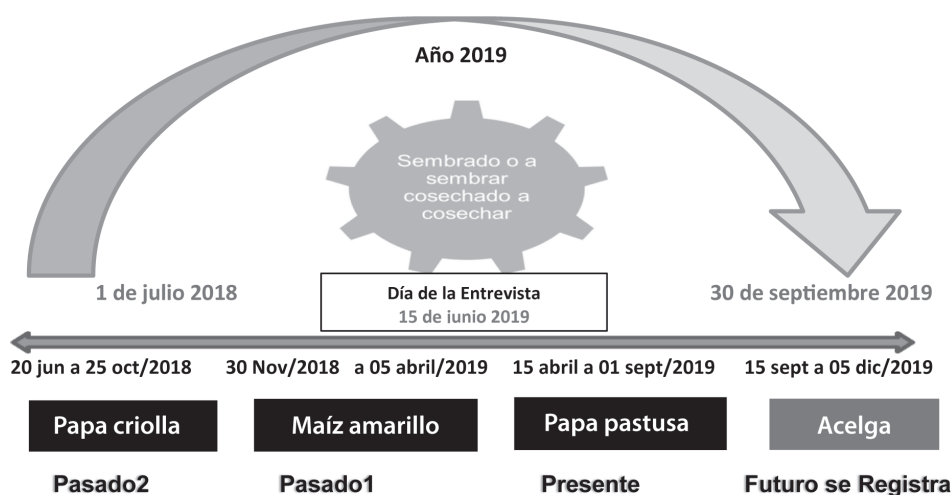 Año 2019
Sembrado o a
sembrar
cosechado a
cosechar
1 de julio 2018
Día de la Entrevista
15 de junio 2019
30 de septiembre 2019
20 jun a 25 oct/2018
30 Nov/2018 a 05 abril/2019
15 abril a 01 sept/2019
15 sept a 05 dic/2019
Papa criolla
Maíz amarillo
Papa pastusa
Acelga
Pasado2
Pasado1
Presente
Futuro se Registra